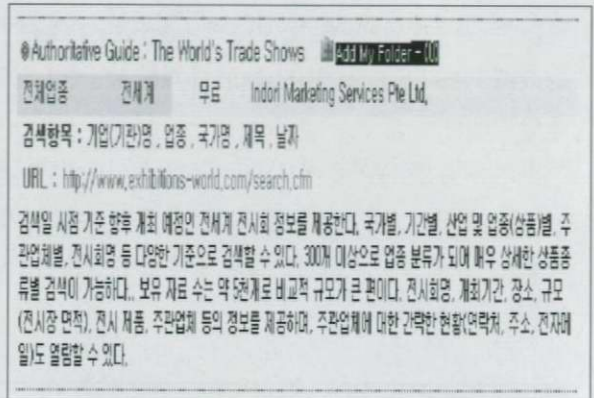 ⊕Authoritative Guide : The World's Trade Shows Add My Folder - 000
전체업종 전세계 무료 Indori Marketing Services Pte Ltd,
검색항목 : 기업(기관)명 , 업종 , 국가명 , 제목 , 날짜
URL : http://www.exhibitions-world.com/search.cfm
검색일 시점 기준 향후 개최 예정인 전세계 전시회 정보를 제공한다. 국가별, 기간별, 산업 및 업종(상품)별, 주
관업체별, 전시회명 등 다양한 기준으로 검색할 수 있다. 300개 이상으로 업종 분류가 되어 매우 상세한 상품종
류별 검색이 가능하다.. 보유 자료 수는 약 5천개로 비교적 규모가 큰 편이다. 전시회명, 개최기간, 장소, 규모
(전시장 면적), 전시 제품, 주관업체 등의 정보를 제공하며, 주관업체에 대한 간략한 현황(연락처, 주소, 전자메
일)도 열람할 수 있다.